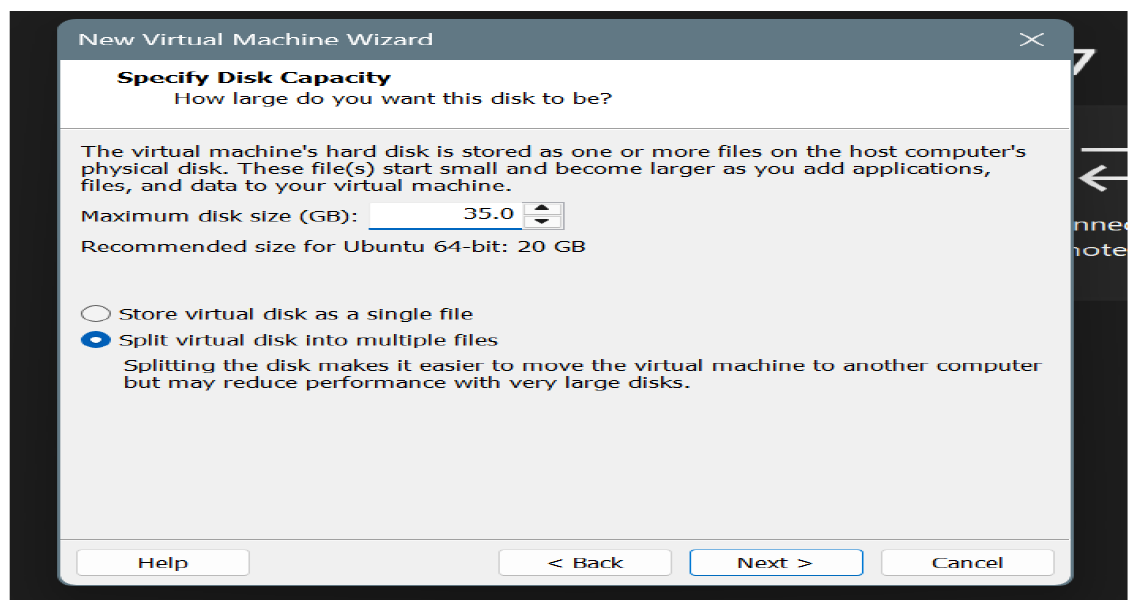 New Virtual Machine Wizard
Specify Disk Capacity
How large do you want this disk to be?
The virtual machine's hard disk is stored as one or more files on the host computer's
physical disk. These file(s) start small and become larger as you add applications,
files, and data to your virtual machine.
Maximum disk size (GB): 35.0
Recommended size for Ubuntu 64-bit: 20 GB
Store virtual disk as a single file
Split virtual disk into multiple files
Splitting the disk makes it easier to move the virtual machine to another computer
but may reduce performance with very large disks.
Help
< Back
Next >
Cancel